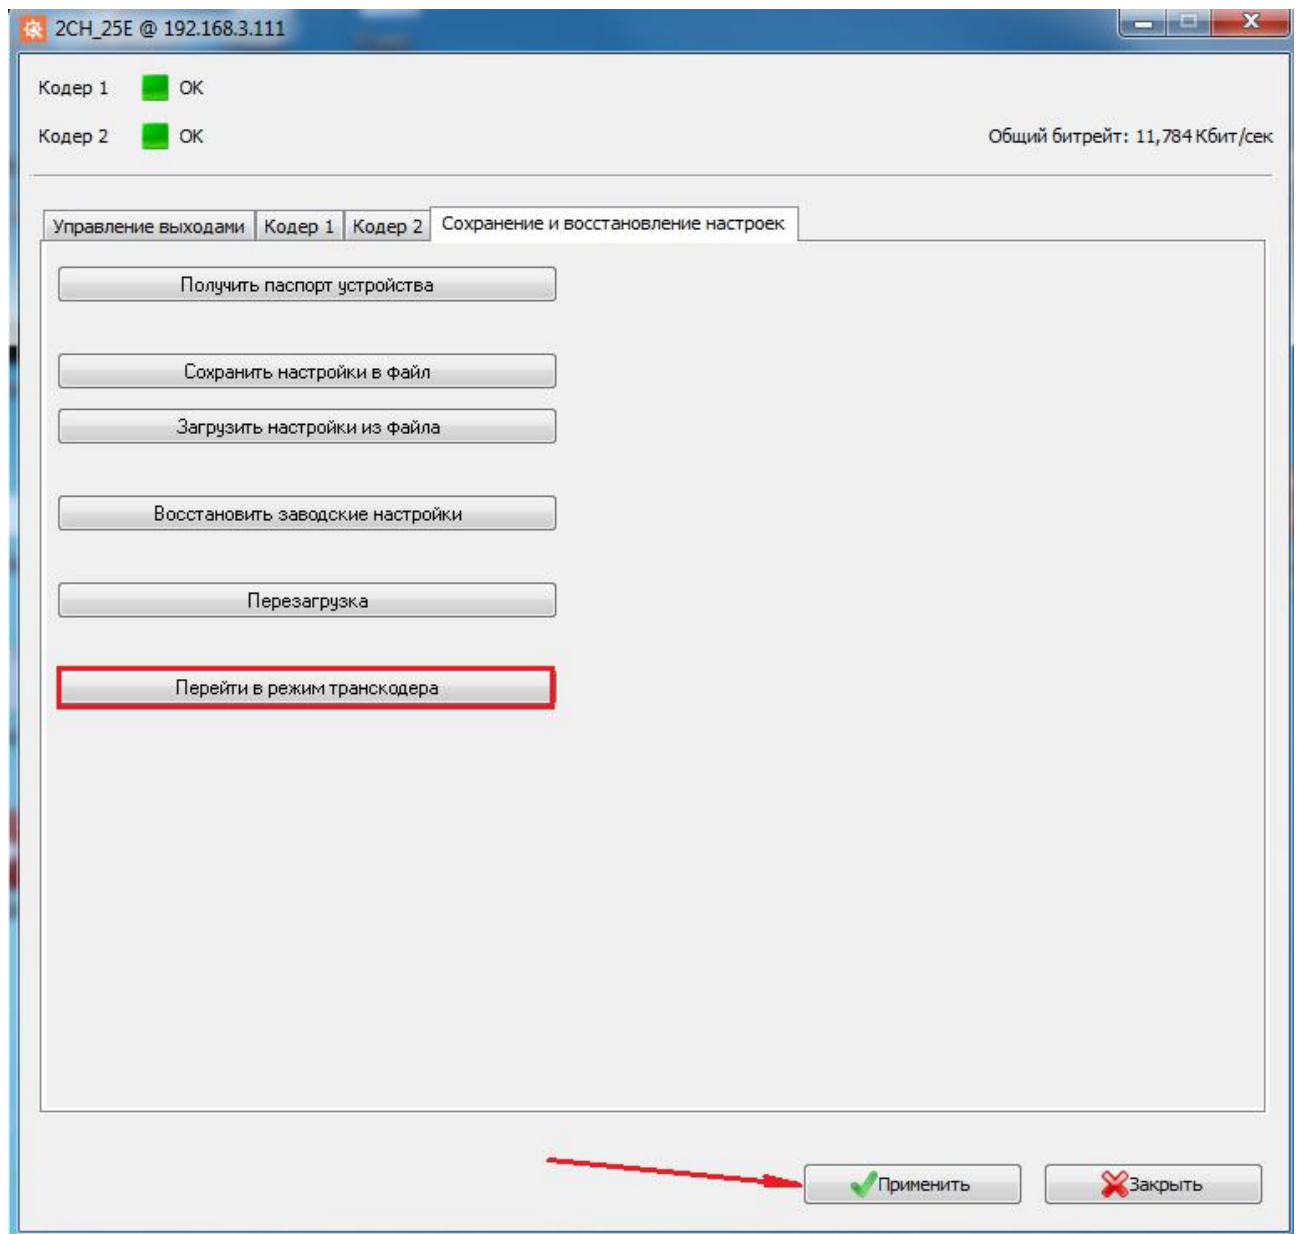 2CH_25E @ 192.168.3.111
Кодер 1 OK
Кодер 2 OK
Общий битрейт: 11,784 Кбит/сек
Управление выходами Кодер 1 Кодер 2 Сохранение и восстановление настроек
Получить паспорт устройства
Сохранить настройки в файл
Загрузить настройки из файла
Восстановить заводские настройки
Перезагрузка
Перейти в режим транскодера
Применить Закрыть